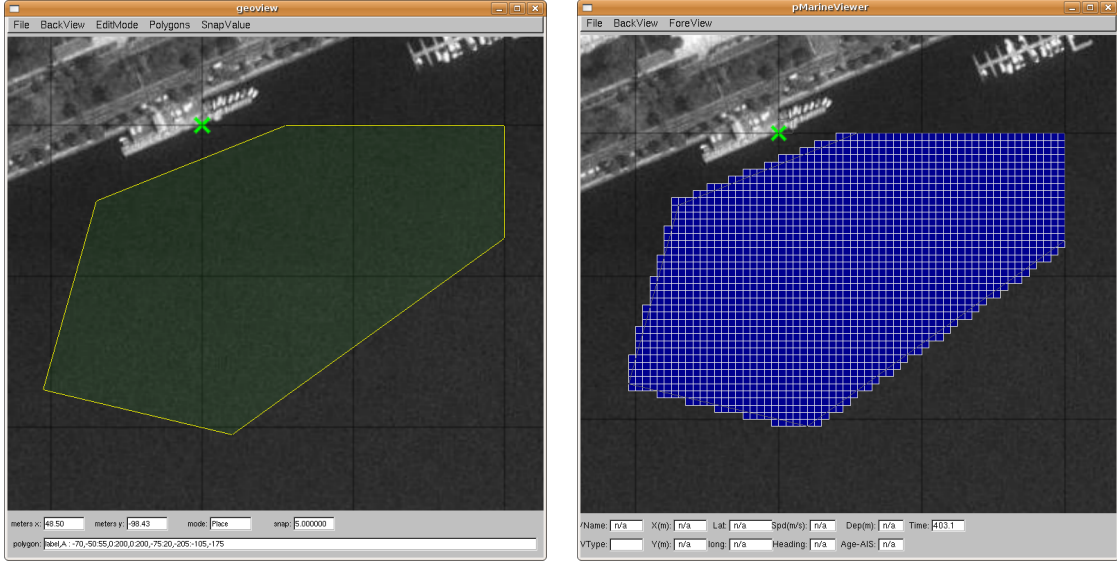 geoview
File BackView EditMode Polygons SnapValue
meters x: 48.50 meters y: -98.43 mode: Place snap: 5.000000
polygon: label,A : -70,-50:55,0:200,0:200,-75:20,-205:-105,-175
pMarineViewer
File BackView ForeView
/Name: n/a X(m): n/a Lat: n/a Spd(m/s): n/a Dep(m): n/a Time: 403.1
VType: Y(m): n/a long: n/a Heading: n/a Age-AIS: n/a